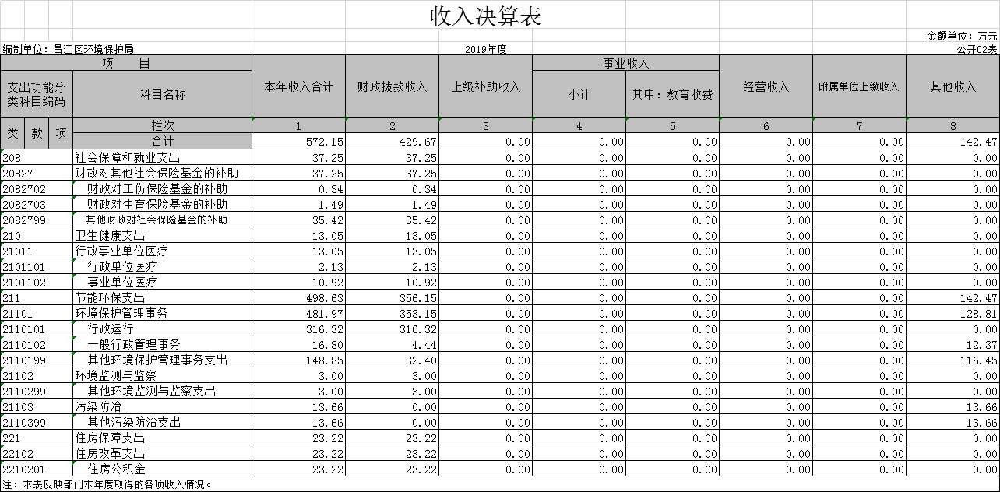 收入决算表
金额单位：万元
编制单位：昌江区环境保护局 2019年度 公开02表
项 目 本年收入合计 财政拨款收入 上级补助收入 事业收入 经营收入 附属单位上缴收入 其他收入
支出功能分类科目编码 科目名称 小计 其中：教育收费
类 款 项 栏次 1 2 3 4 5 6 7 8
合计 572.15 429.67 0.00 0.00 0.00 0.00 0.00 142.47
208 社会保障和就业支出 37.25 37.25 0.00 0.00 0.00 0.00 0.00 0.00
20827 财政对其他社会保险基金的补助 37.25 37.25 0.00 0.00 0.00 0.00 0.00 0.00
2082702 财政对工伤保险基金的补助 0.34 0.34 0.00 0.00 0.00 0.00 0.00 0.00
2082703 财政对生育保险基金的补助 1.49 1.49 0.00 0.00 0.00 0.00 0.00 0.00
2082799 其他财政对社会保险基金的补助 35.42 35.42 0.00 0.00 0.00 0.00 0.00 0.00
210 卫生健康支出 13.05 13.05 0.00 0.00 0.00 0.00 0.00 0.00
21011 行政事业单位医疗 13.05 13.05 0.00 0.00 0.00 0.00 0.00 0.00
2101101 行政单位医疗 2.13 2.13 0.00 0.00 0.00 0.00 0.00 0.00
2101102 事业单位医疗 10.92 10.92 0.00 0.00 0.00 0.00 0.00 0.00
211 节能环保支出 498.63 356.15 0.00 0.00 0.00 0.00 0.00 142.47
21101 环境保护管理事务 481.97 353.15 0.00 0.00 0.00 0.00 0.00 128.81
2110101 行政运行 316.32 316.32 0.00 0.00 0.00 0.00 0.00 0.00
2110102 一般行政管理事务 16.80 4.44 0.00 0.00 0.00 0.00 0.00 12.37
2110199 其他环境保护管理事务支出 148.85 32.40 0.00 0.00 0.00 0.00 0.00 116.45
21102 环境监测与监察 3.00 3.00 0.00 0.00 0.00 0.00 0.00 0.00
2110299 其他环境监测与监察支出 3.00 3.00 0.00 0.00 0.00 0.00 0.00 0.00
21103 污染防治 13.66 0.00 0.00 0.00 0.00 0.00 0.00 13.66
2110399 其他污染防治支出 13.66 0.00 0.00 0.00 0.00 0.00 0.00 13.66
221 住房保障支出 23.22 23.22 0.00 0.00 0.00 0.00 0.00 0.00
22102 住房改革支出 23.22 23.22 0.00 0.00 0.00 0.00 0.00 0.00
2210201 住房公积金 23.22 23.22 0.00 0.00 0.00 0.00 0.00 0.00
注：本表反映部门本年度取得的各项收入情况。